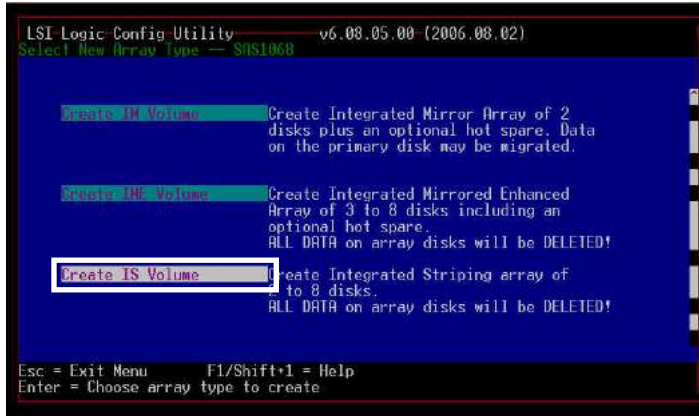 LSI Logic Config Utility v6.08.05.00 (2006.08.02)
Select New Array Type -- SAS1068
Create IM Volume Create Integrated Mirror Array of 2
disks plus an optional hot spare. Data
on the primary disk may be migrated.
Create IME Volume Create Integrated Mirrored Enhanced
Array of 3 to 8 disks including an
optional hot spare.
ALL DATA on array disks will be DELETED!
Create IS Volume Create Integrated Striping array of
2 to 8 disks.
ALL DATA on array disks will be DELETED!
Esc = Exit Menu F1/Shift+1 = Help
Enter = Choose array type to create